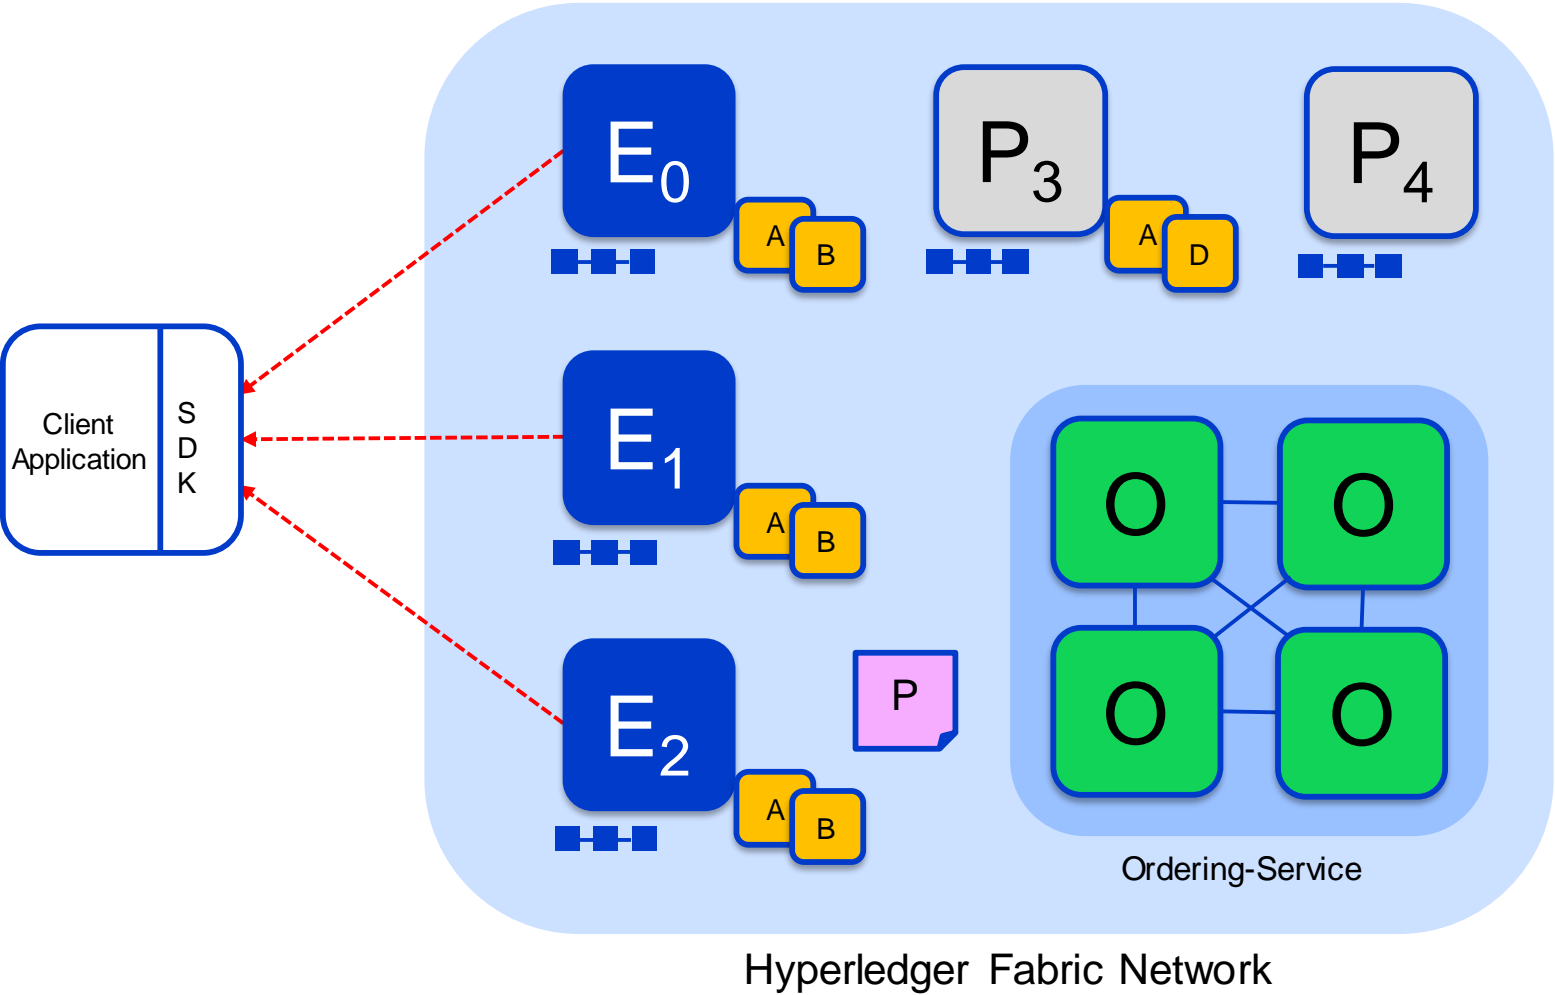 E0
A
B
P3
A
D
P4
Client
Application
S
D
K
E1
A
B
O
O
E2
A
B
P
O
O
Ordering-Service
Hyperledger Fabric Network